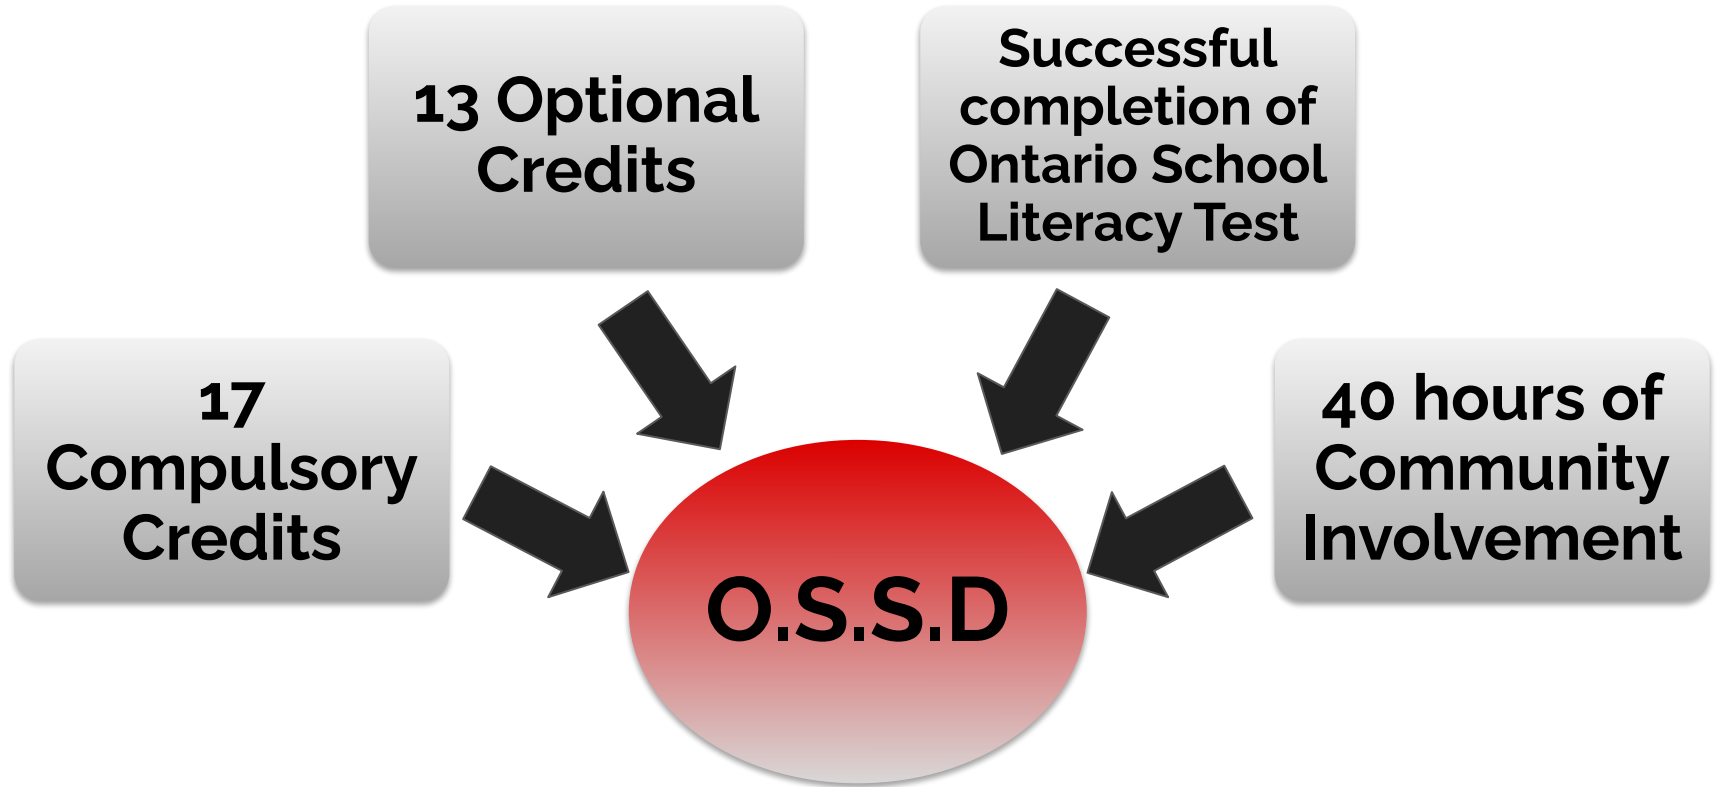 13 Optional
Credits
Successful
completion of
Ontario School
Literacy Test
17
Compulsory
Credits
40 hours of
Community
Involvement
O.S.S.D